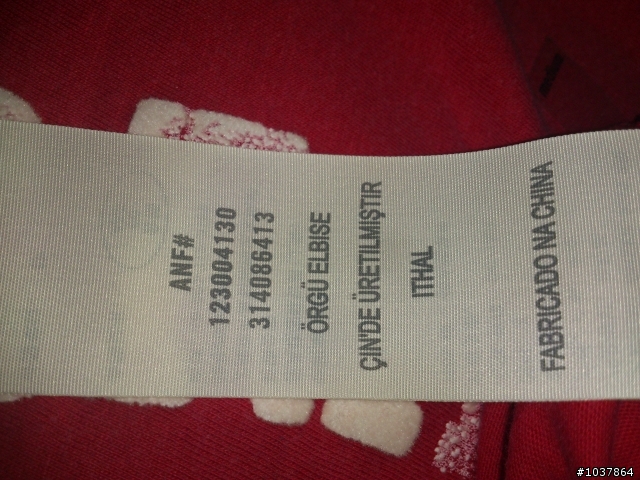 ANF#
123004130
314086413
ÖRGÜ ELBISE
ÇIN'DE ÜRETILMIŞTIR
ITHAL
FABRICADO NA CHINA
#1037864